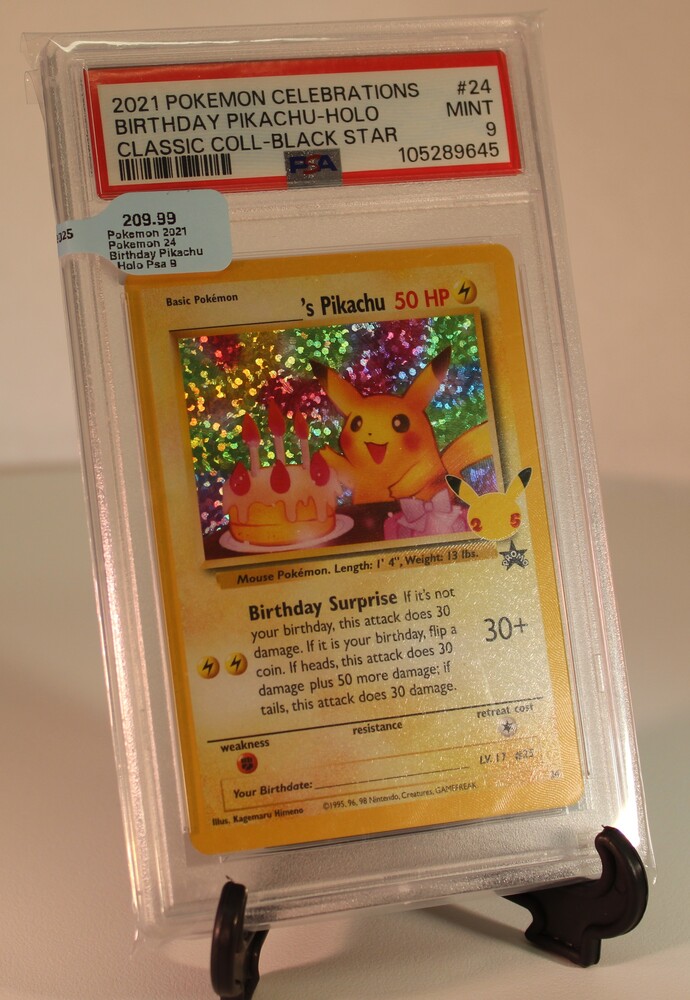 2021 POKEMON CELEBRATIONS #24
BIRTHDAY PIKACHU-HOLO MINT
CLASSIC COLL-BLACK STAR 9
PSA 105289645
209.99
Pokemon 2021
Pokemon 24
Birthday Pikachu
Holo Psa 9
Basic Pokémon
's Pikachu 50 HP
25
PROMO
Mouse Pokémon. Length: 1' 4", Weight: 13 lbs.
Birthday Surprise If it's not
your birthday, this attack does 30
damage. If it is your birthday, flip a
coin. If heads, this attack does 30
damage plus 50 more damage; if
tails, this attack does 30 damage.
30+
weakness
resistance
retreat cost
LV. 17 #25
Your Birthdate:
24
Illus. Kagemaru Himeno
©1995, 96, 98 Nintendo, Creatures, GAMEFREAK